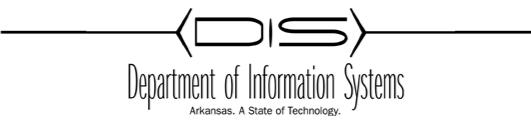 DIS
Department of Information Systems
Arkansas. A State of Technology.